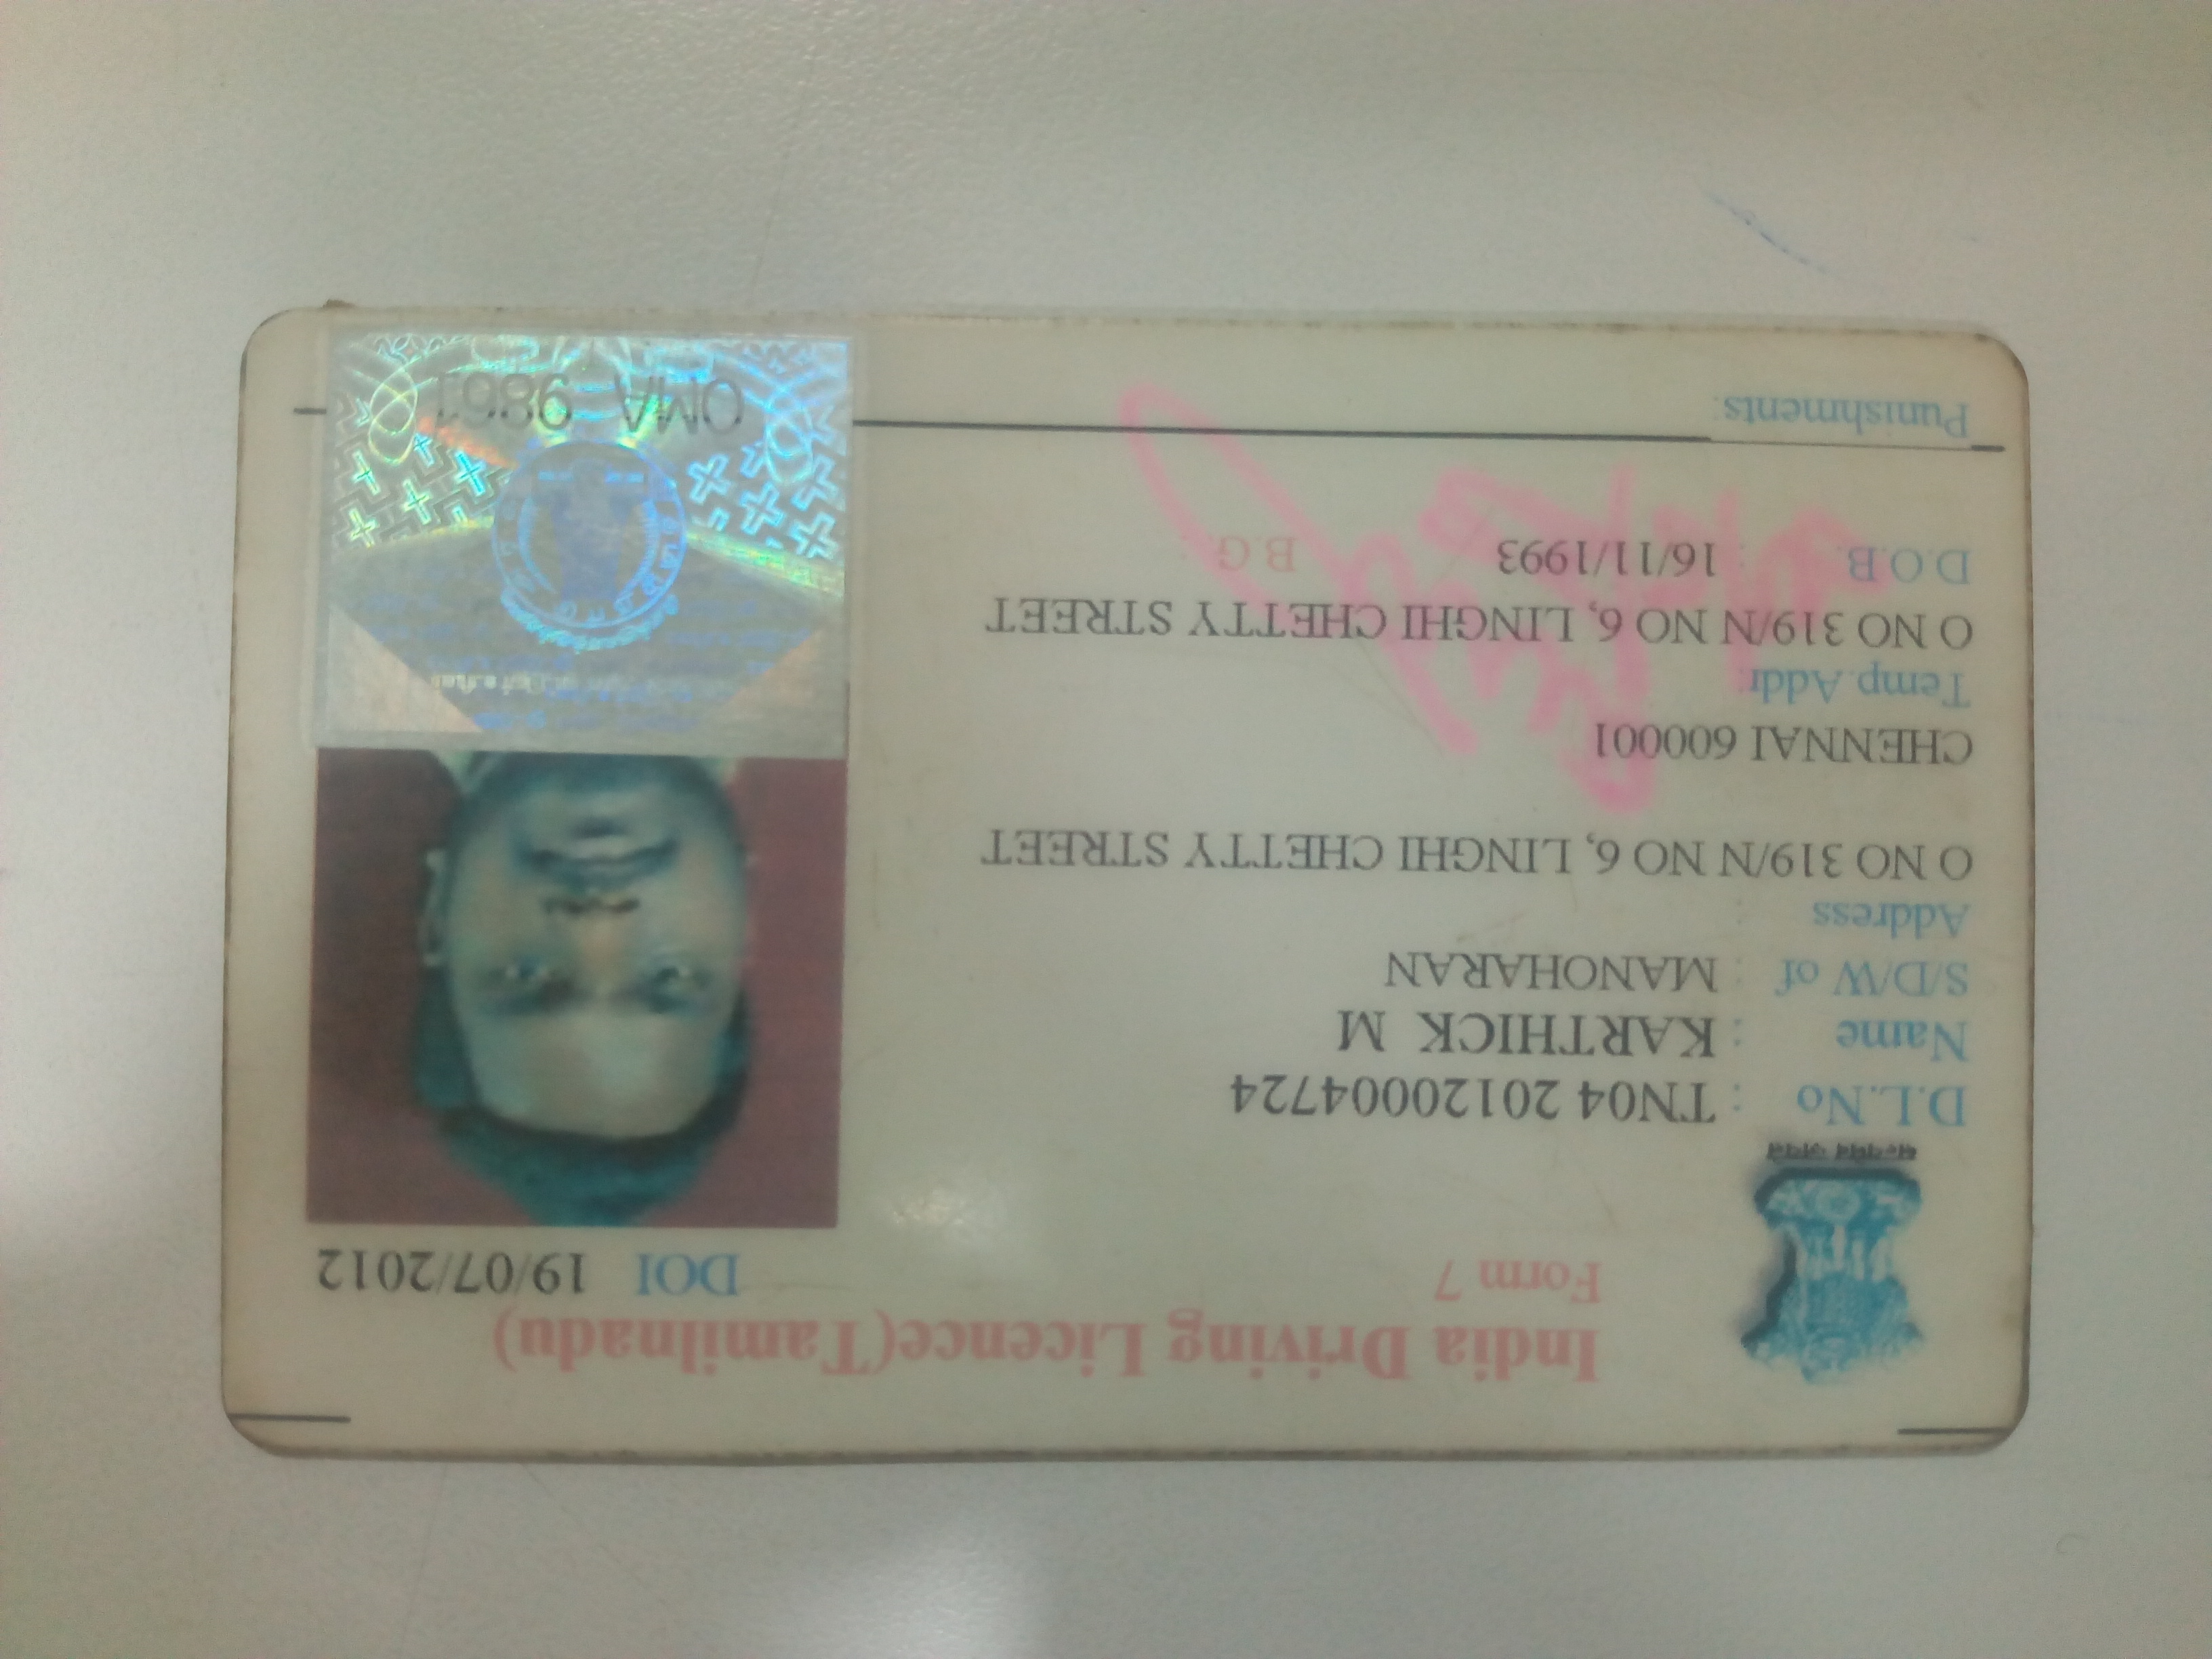 India Driving Licence(Tamilnadu)
Form 7
DOI 19/07/2012
D.L.No : TN04 20120004724
Name : KARTHICK M
S/D/W of : MANOHARAN
Address :
O NO 319/N NO 6, LINGHI CHETTY STREET
CHENNAI 600001
Temp.Addr:
O NO 319/N NO 6, LINGHI CHETTY STREET
D.O.B. : 16/11/1993 B.G. :
Punishments:
OMA 9861